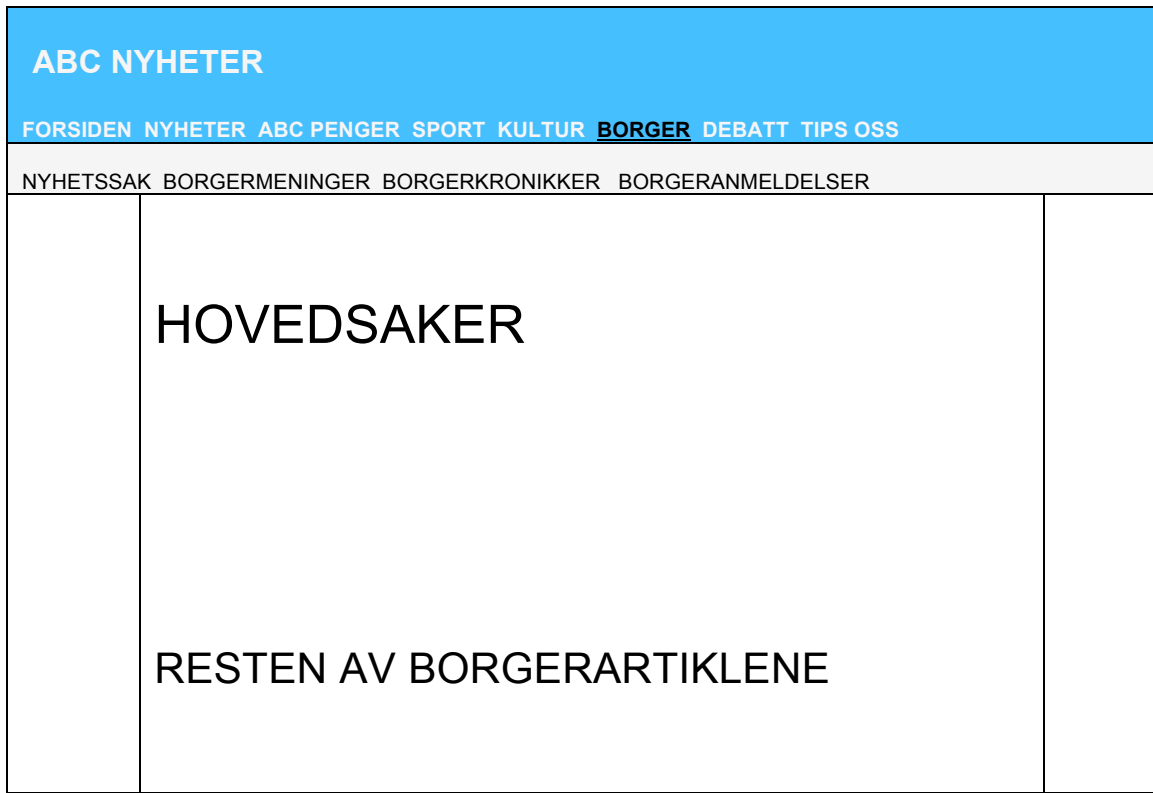 ABC NYHETER
FORSIDEN NYHETER ABC PENGER SPORT KULTUR BORGER DEBATT TIPS OSS
NYHETSSAK BORGERMENINGER BORGERKRONIKKER BORGERANMELDELSER
HOVEDSAKER
RESTEN AV BORGERARTIKLENE